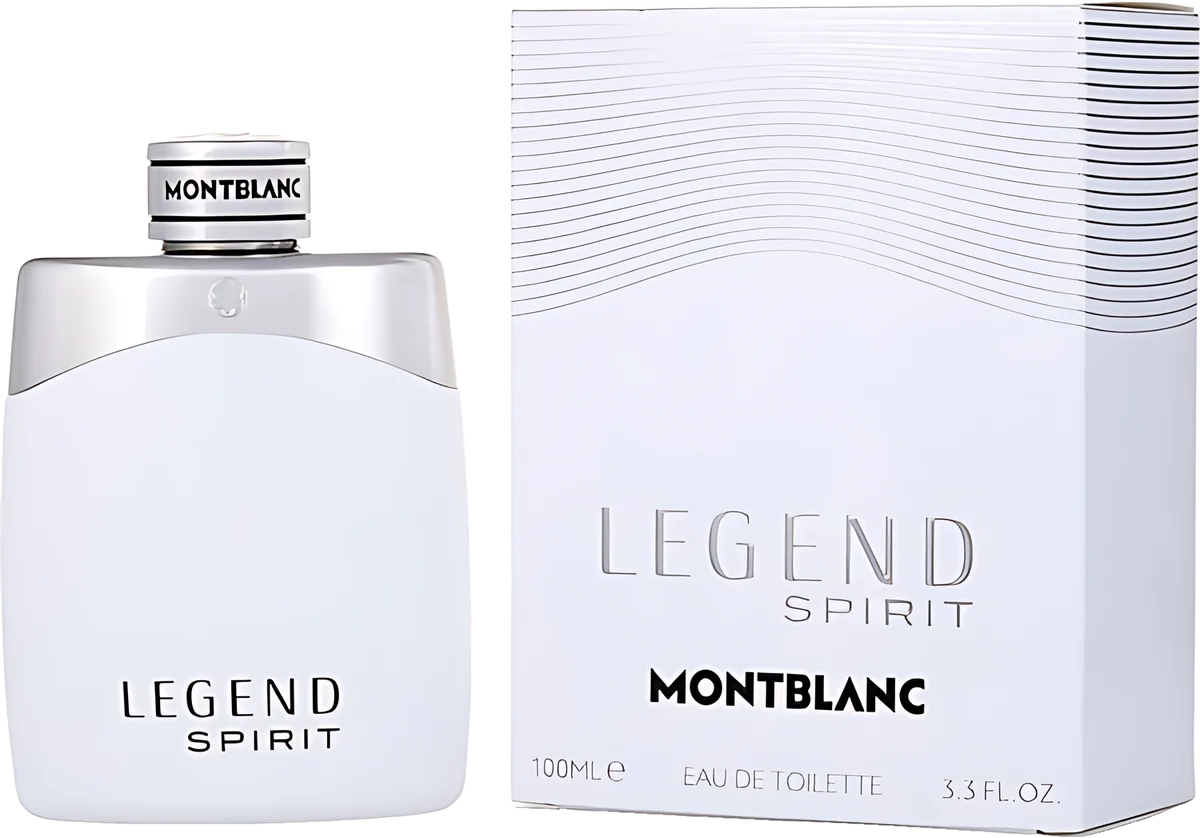 MONTBLANC
LEGEND
SPIRIT
LEGEND
SPIRIT
MONTBLANC
100ML e EAU DE TOILETTE 3.3 FL.OZ.